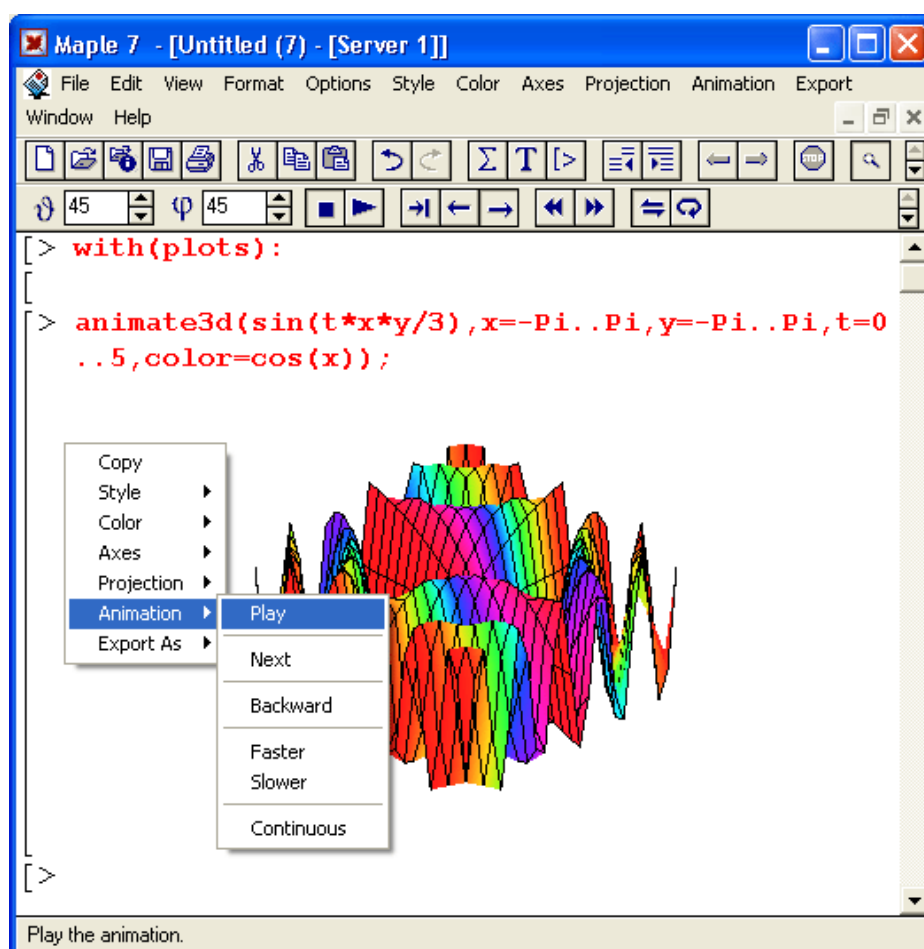 Maple 7 - [Untitled (7) - [Server 1]]
File Edit View Format Options Style Color Axes Projection Animation Export
Window Help
Σ T [>
STOP
ϑ 45 φ 45
[> with(plots):
[
[> animate3d(sin(t*x*y/3),x=-Pi..Pi,y=-Pi..Pi,t=0
..5,color=cos(x));
Copy
Style
Color
Axes
Projection
Animation
Export As
Play
Next
Backward
Faster
Slower
Continuous
[>
Play the animation.